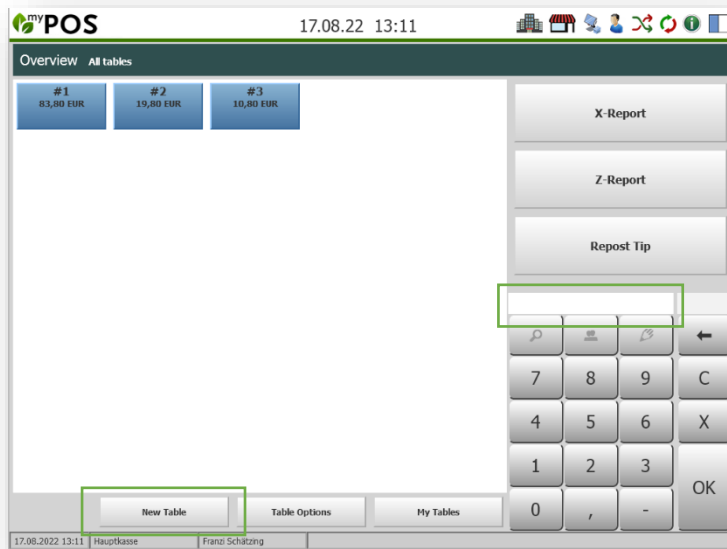 myPOS
17.08.22 13:11
Overview All tables
#1
83,80 EUR
#2
19,80 EUR
#3
10,80 EUR
X-Report
Z-Report
Repost Tip
7 8 9 C
4 5 6 X
1 2 3
0 , - OK
New Table
Table Options
My Tables
17.08.2022 13:11 Hauptkasse Franzi Schätzing